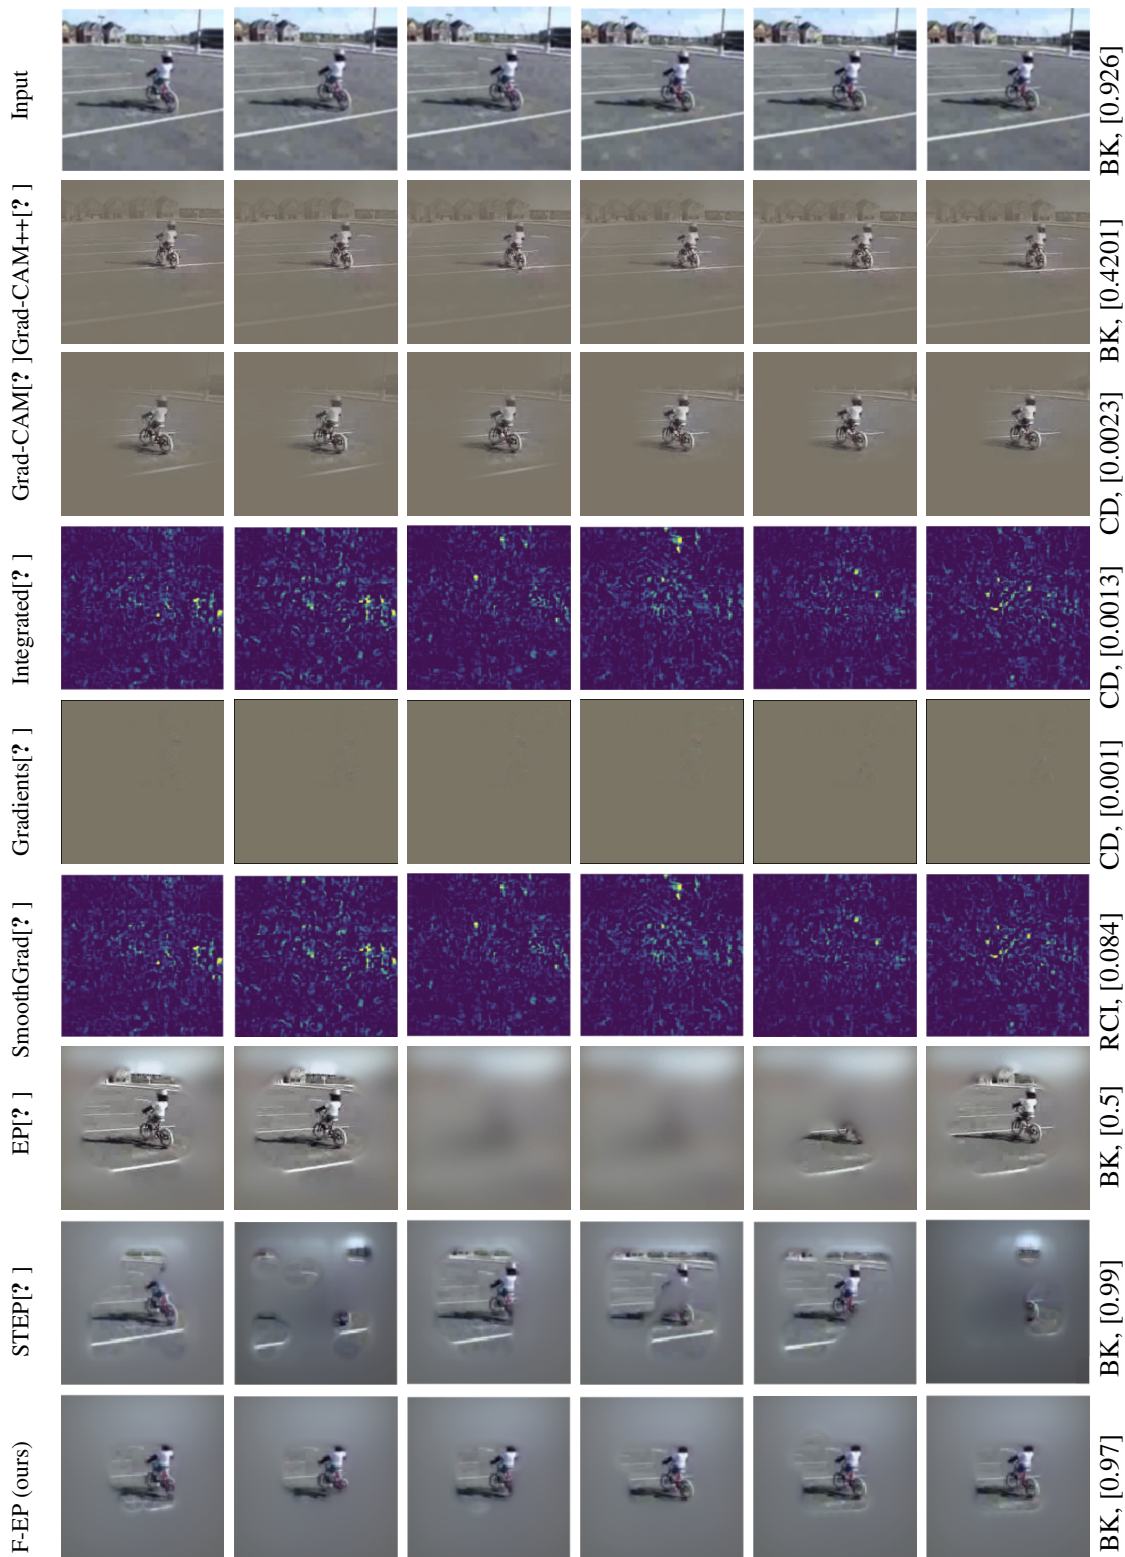 Input
BK, [0.926]
Grad-CAM++[? ]
BK, [0.4201]
Grad-CAM[? ]
CD, [0.0023]
Integrated[? ]
CD, [0.0013]
Gradients[? ]
CD, [0.001]
SmoothGrad[? ]
RCI, [0.084]
EP[? ]
BK, [0.5]
STEP[? ]
BK, [0.99]
F-EP (ours)
BK, [0.97]